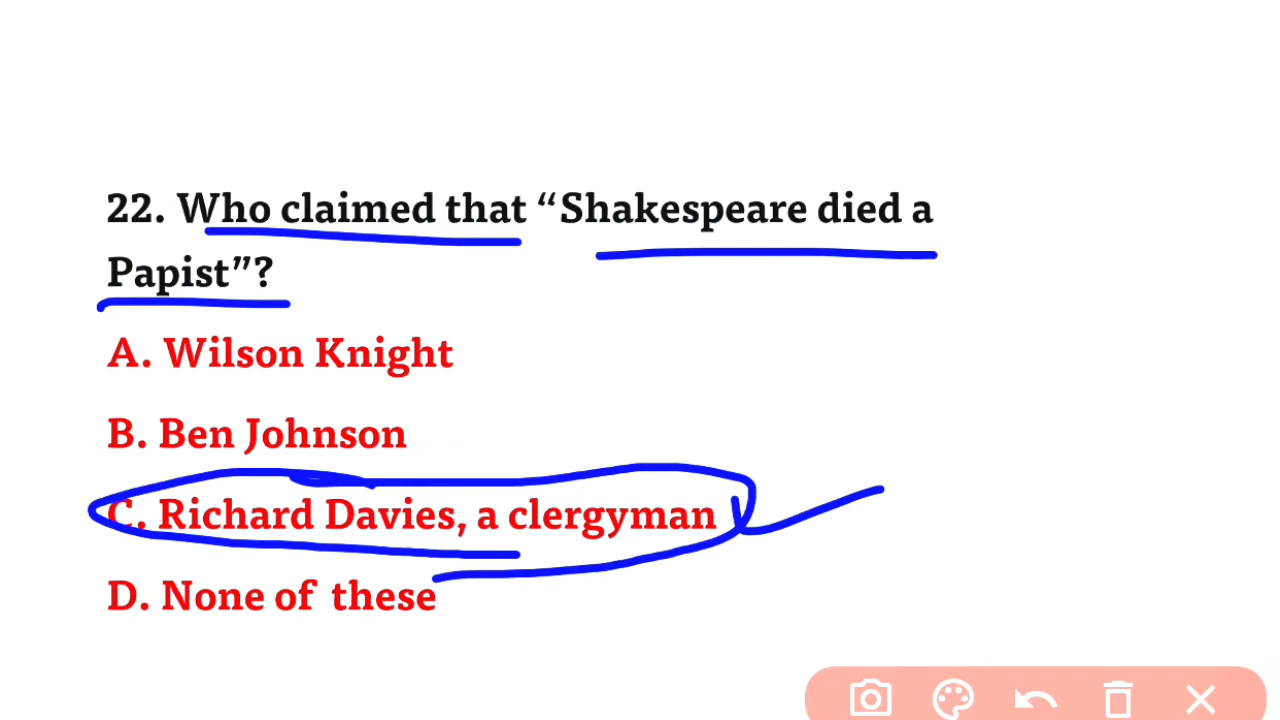 22. Who claimed that “Shakespeare died a
Papist”?
A. Wilson Knight
B. Ben Johnson
C. Richard Davies, a clergyman
D. None of these